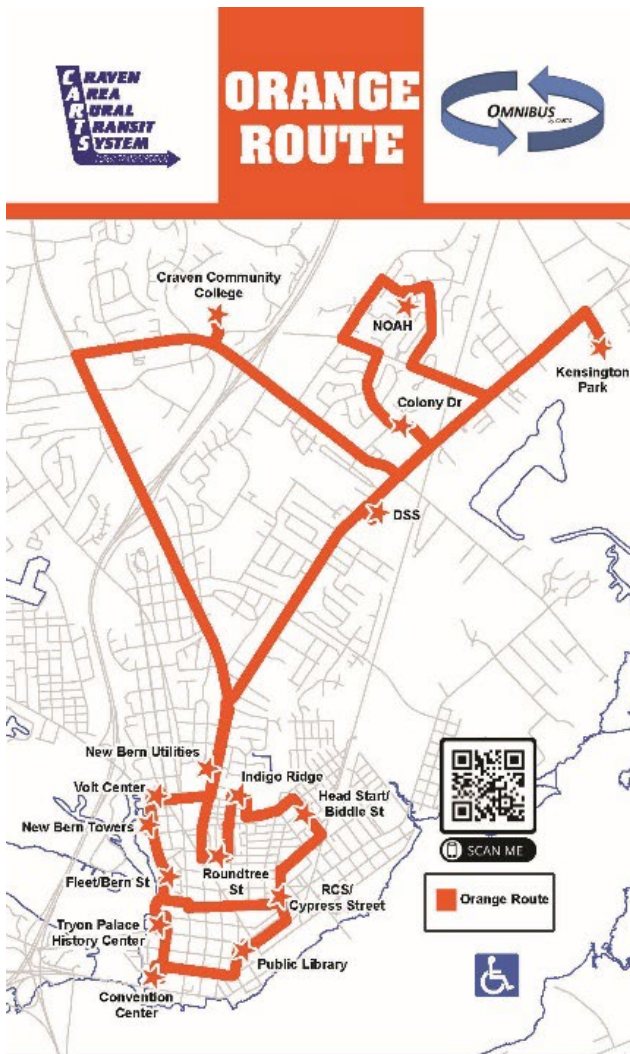 CRAVEN
AREA
RURAL
TRANSIT
SYSTEM
ORANGE
ROUTE
OMNIBUS
Craven Community
College
NOAH
Kensington
Park
Colony Dr
DSS
New Bern Utilities
Indigo Ridge
Volt Center
Head Start/
Biddle St
New Bern Towers
SCAN ME
Fleet/Bern St
Roundtree
St
RCS/
Cypress Street
Orange Route
Tryon Palace
History Center
Public Library
Convention
Center